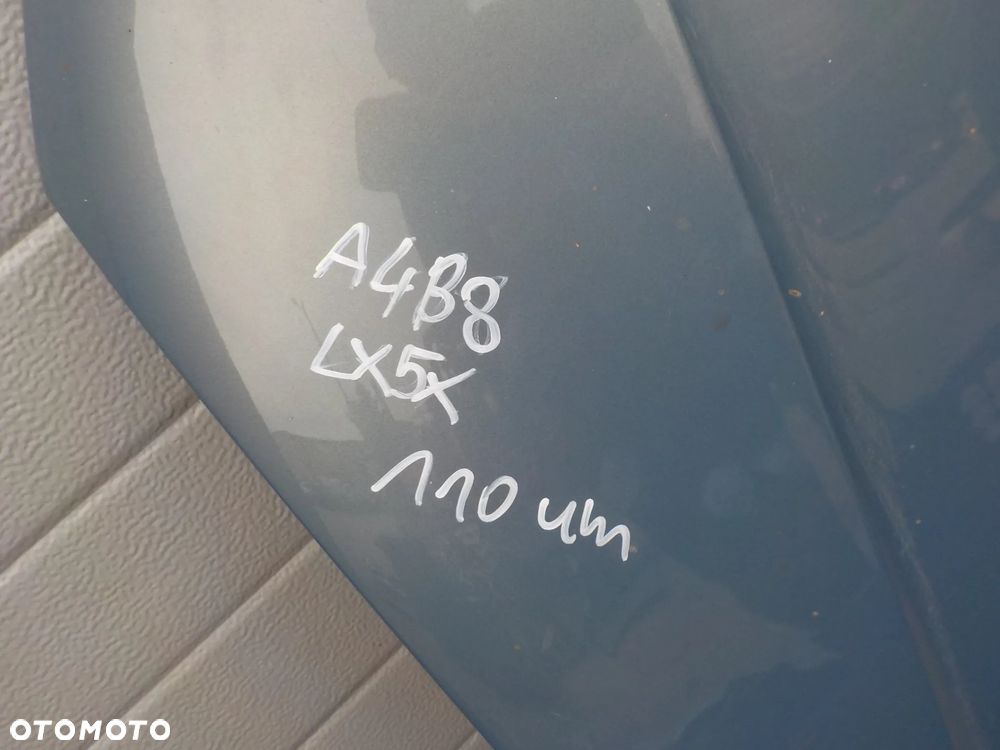 A4B8
LX5X
110 um
OTOMOTO